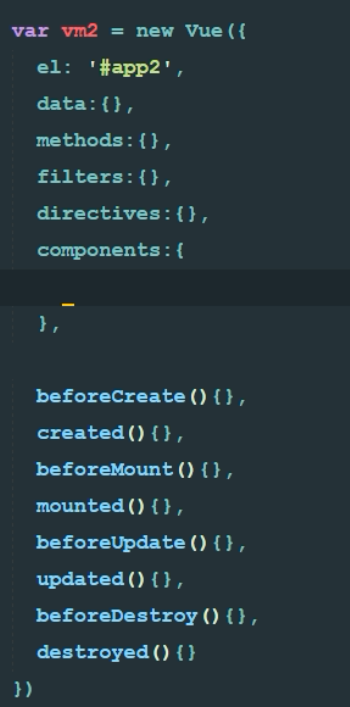 var vm2 = new Vue({
el: '#app2',
data:{},
methods:{},
filters:{},
directives:{},
components:{
},
beforeCreate(){},
created(){},
beforeMount(){},
mounted(){},
beforeUpdate(){},
updated(){},
beforeDestroy(){},
destroyed(){}
})